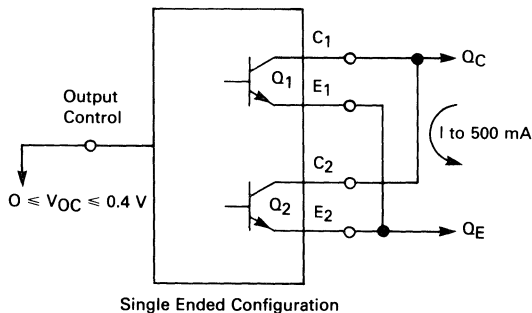 C1
QC
Q1
Output
Control
E1
I to 500 mA
C2
O ≤ VOC ≤ 0.4 V
Q2
E2
QE
Single Ended Configuration